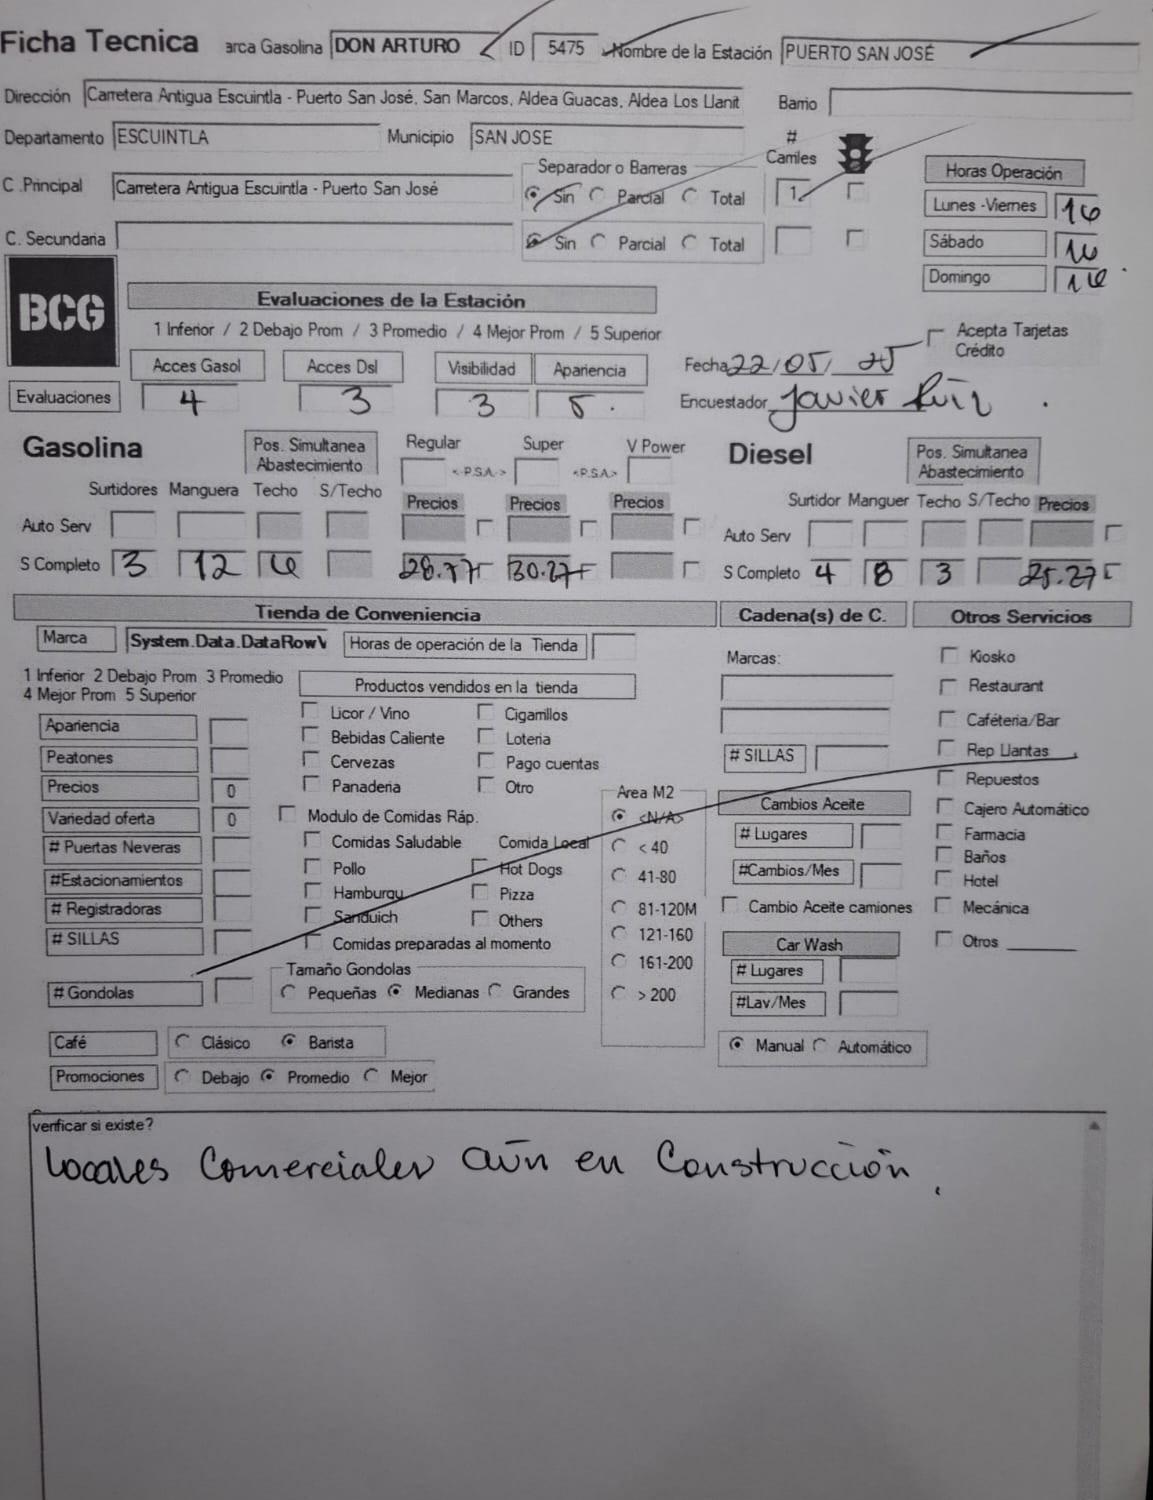 Ficha Tecnica arca Gasolina DON ARTURO ID 5475 Nombre de la Estación PUERTO SAN JOSÉ
Dirección Carretera Antigua Escuintla - Puerto San José, San Marcos, Aldea Guacas, Aldea Los Llanit Barrio
Departamento ESCUINTLA Municipio SAN JOSE # Carriles
Separador o Barreras
Horas Operación
C .Principal Carretera Antigua Escuintla - Puerto San José Sin Parcial Total 1
Lunes -Viernes 16
C. Secundaria Sin Parcial Total
Sábado 16
Domingo 16
BCG
Evaluaciones de la Estación
1 Inferior / 2 Debajo Prom / 3 Promedio / 4 Mejor Prom / 5 Superior
Acepta Tarjetas Crédito
Acces Gasol Acces Dsl Visibilidad Apariencia
Fecha 22/05/25
Evaluaciones 4 3 3 5
Encuestador Javier Ruiz
Gasolina Pos. Simultanea Abastecimiento Regular Super V Power
<-P.S.A.-> <P.S.A>
Diesel Pos. Simultanea Abastecimiento
Surtidores Manguera Techo S/Techo Precios Precios Precios
Surtidor Manguer Techo S/Techo Precios
Auto Serv
Auto Serv
S Completo 3 12 6 30.27
S Completo 4 8 3 25.27
Tienda de Conveniencia Cadena(s) de C. Otros Servicios
Marca System.Data.DataRowV Horas de operación de la Tienda
1 Inferior 2 Debajo Prom 3 Promedio
4 Mejor Prom 5 Superior
Productos vendidos en la tienda
Apariencia
Peatones
Precios 0
Variedad oferta 0
# Puertas Neveras
#Estacionamientos
# Registradoras
# SILLAS
# Gondolas
Licor / Vino Cigarrillos
Bebidas Caliente Loteria
Cervezas Pago cuentas
Panaderia Otro
Modulo de Comidas Ráp.
Comidas Saludable Comida Local
Pollo Hot Dogs
Hamburgu Pizza
Sanduich Others
Comidas preparadas al momento
Tamaño Gondolas
Pequeñas Medianas Grandes
Area M2
<N/A>
< 40
41-80
81-120M
121-160
161-200
> 200
Marcas:
# SILLAS
Cambios Aceite
# Lugares
#Cambios/Mes
Cambio Aceite camiones
Car Wash
# Lugares
#Lav/Mes
Manual Automático
Kiosko
Restaurant
Caféteria/Bar
Rep Llantas
Repuestos
Cajero Automático
Farmacia
Baños
Hotel
Mecánica
Otros
Café Clásico Barista
Promociones Debajo Promedio Mejor
verificar si existe?
Locales Comerciales aún en Construcción.